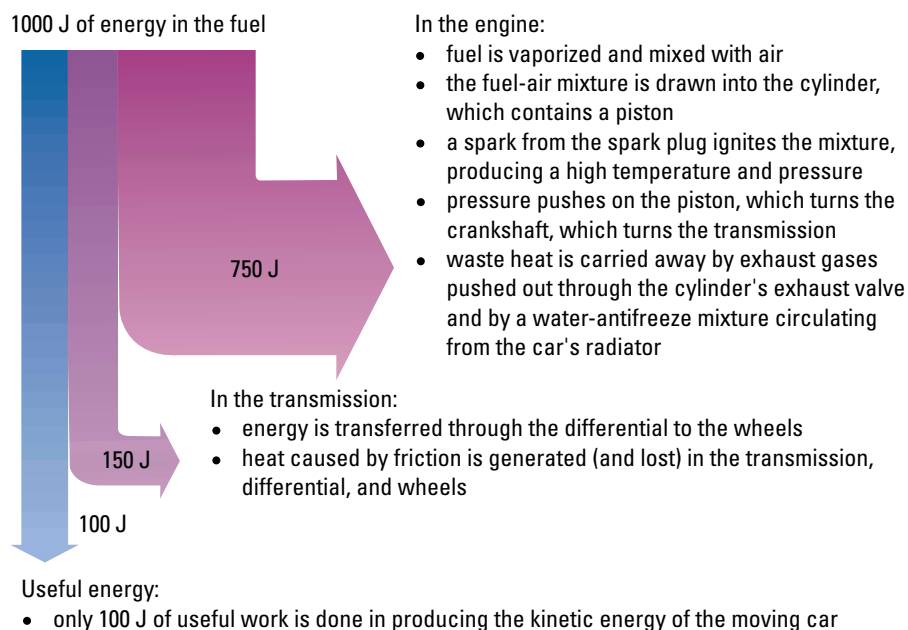 1000 J of energy in the fuel
In the engine:
• fuel is vaporized and mixed with air
• the fuel-air mixture is drawn into the cylinder,
which contains a piston
• a spark from the spark plug ignites the mixture,
producing a high temperature and pressure
• pressure pushes on the piston, which turns the
crankshaft, which turns the transmission
• waste heat is carried away by exhaust gases
pushed out through the cylinder's exhaust valve
and by a water-antifreeze mixture circulating
from the car's radiator
750 J
In the transmission:
• energy is transferred through the differential to the wheels
• heat caused by friction is generated (and lost) in the transmission,
differential, and wheels
150 J
100 J
Useful energy:
• only 100 J of useful work is done in producing the kinetic energy of the moving car